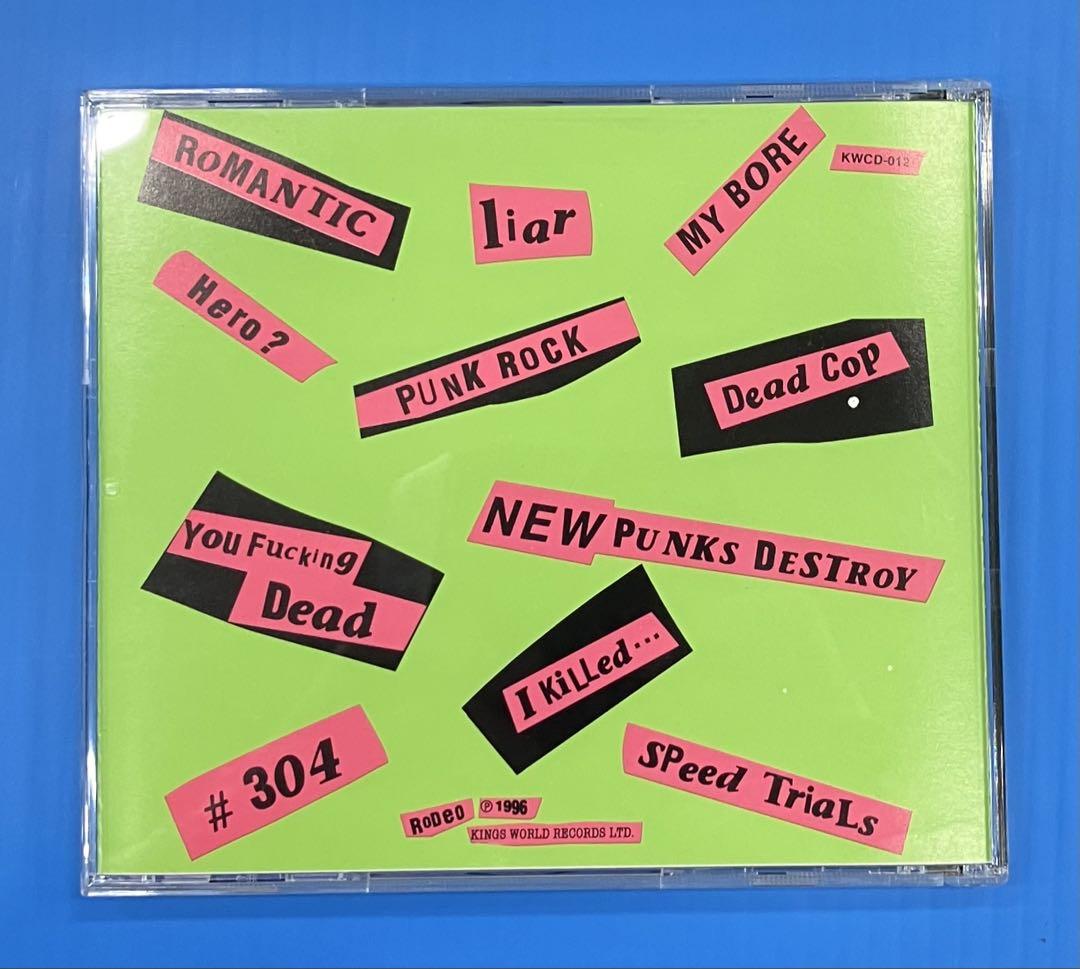 RoMANTIC
liar
MY BORE
KWCD-012
Hero?
PUNK ROCK
Dead Cop
You Fucking
Dead
NEW PUNKS DESTROY
I KiLLed...
# 304
SPeed TriaLs
RoDeo ℗ 1996
KINGS WORLD RECORDS LTD.